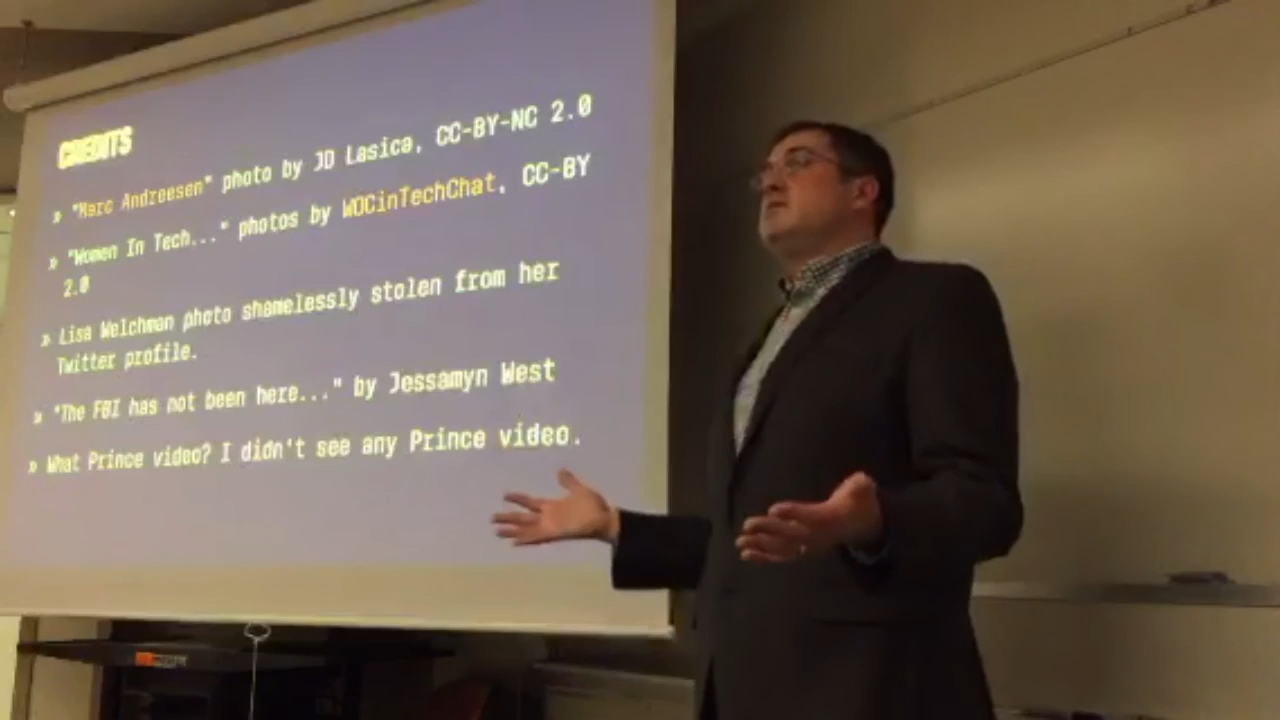 CREDITS
» "Marc Andreesen" photo by JD Lasica, CC-BY-NC 2.0
» "Women In Tech..." photos by WOCinTechChat, CC-BY
2.0
» Lisa Welchman photo shamelessly stolen from her
Twitter profile.
» "The FBI has not been here..." by Jessamyn West
» What Prince video? I didn't see any Prince video.